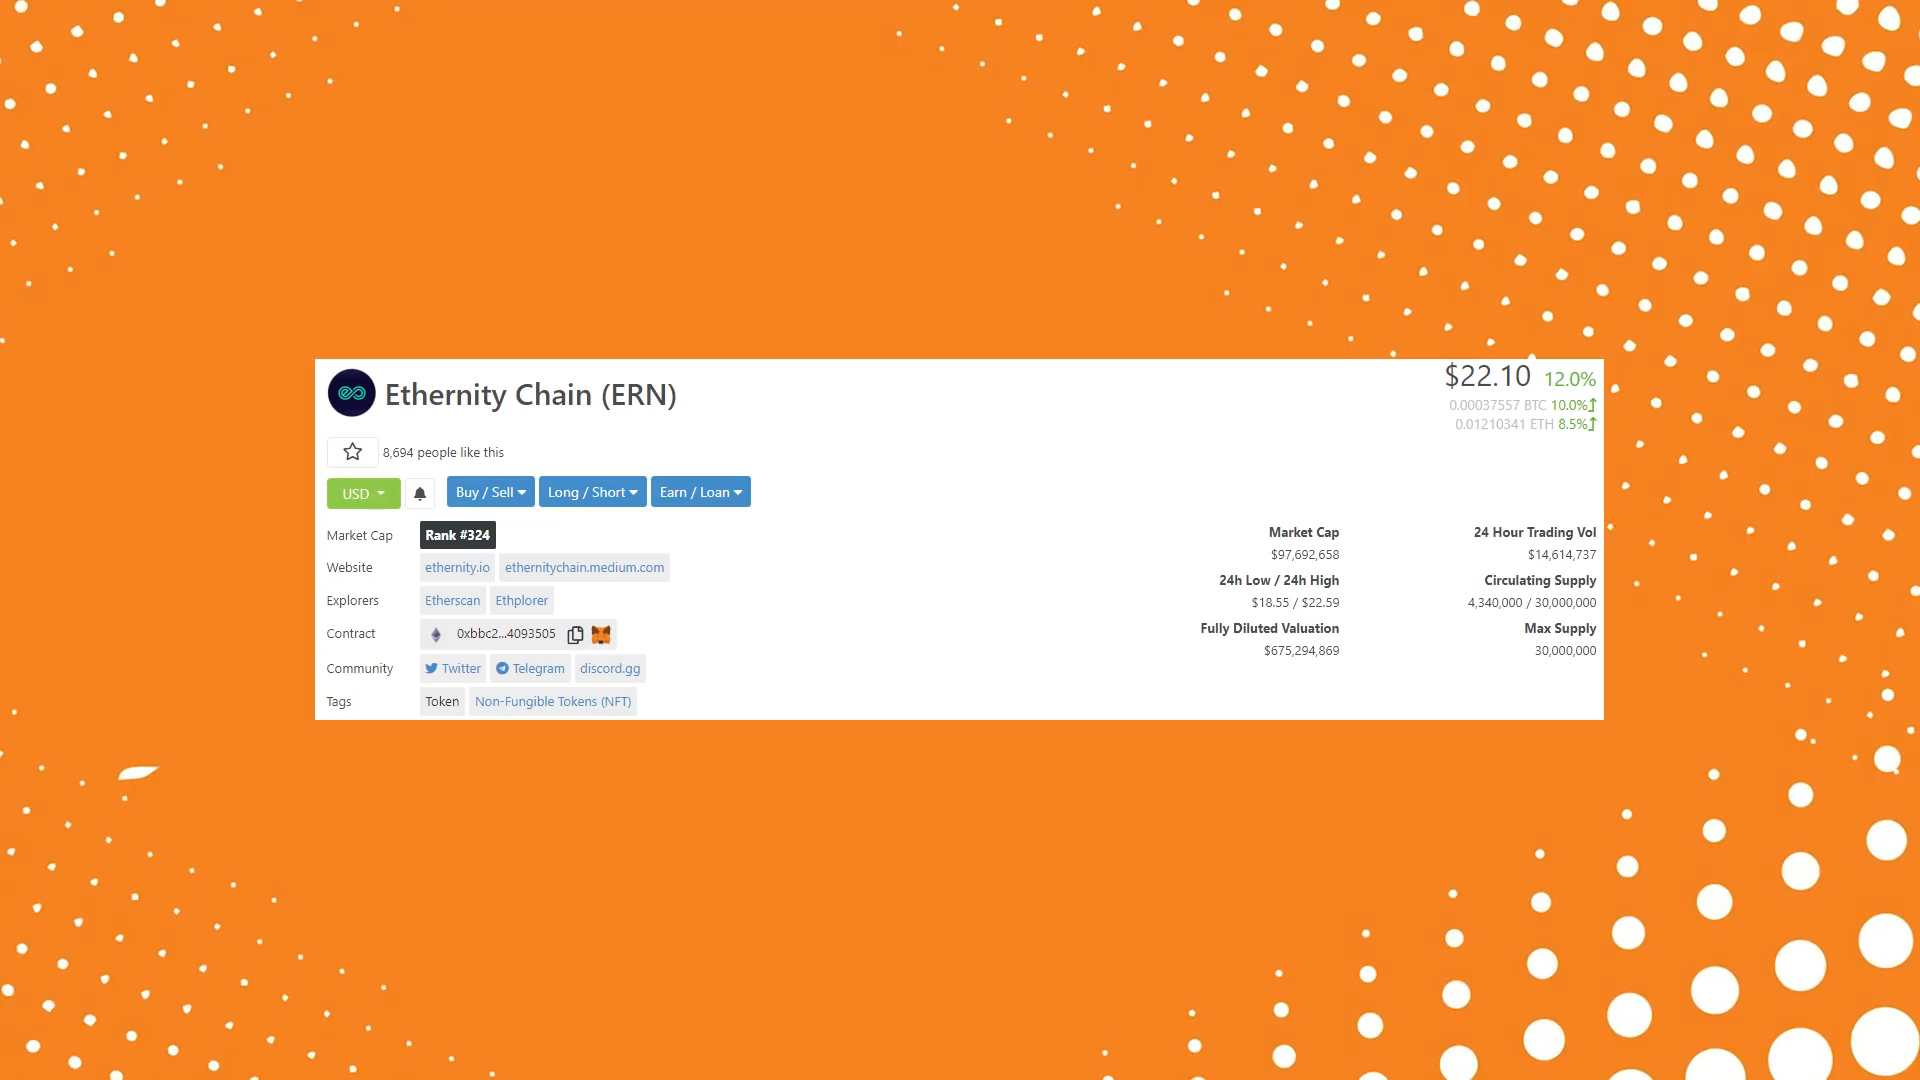 Ethernity Chain (ERN)
$22.10 12.0%
0.00037557 BTC 10.0%
0.01210341 ETH 8.5%
8,694 people like this
USD
Buy / Sell
Long / Short
Earn / Loan
Market Cap Rank #324
Website ethernity.io ethernitychain.medium.com
Explorers Etherscan Ethplorer
Contract 0xbbc2...4093505
Community Twitter Telegram discord.gg
Tags Token Non-Fungible Tokens (NFT)
Market Cap
$97,692,658
24h Low / 24h High
$18.55 / $22.59
Fully Diluted Valuation
$675,294,869
24 Hour Trading Vol
$14,614,737
Circulating Supply
4,340,000 / 30,000,000
Max Supply
30,000,000